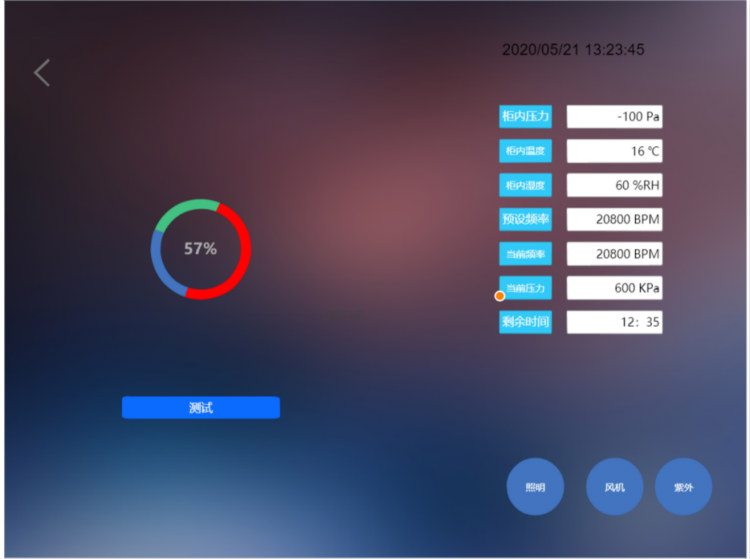 2020/05/21 13:23:45
柜内压力 -100 Pa
柜内温度 16 ℃
柜内湿度 60 %RH
预设频率 20800 BPM
57%
当前频率 20800 BPM
当前压力 600 KPa
剩余时间 12: 35
测试
照明 风机 紫外